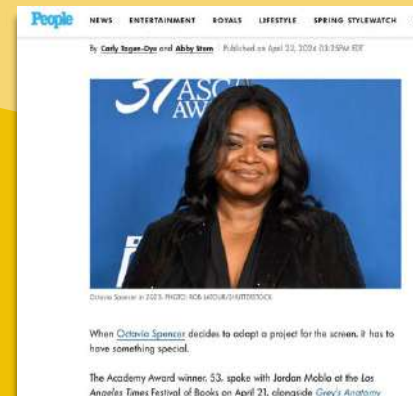 People NEWS ENTERTAINMENT ROYALS LIFESTYLE SPRING STYLEWATCH
By Carly Tagen-Dye and Abby Stern Published on April 23, 2024 03:25PM EDT
37 ASC
AW
Octavia Spencer in 2023. PHOTO: ROB LATOUR/SHUTTERSTOCK
When Octavia Spencer decides to adapt a project for the screen, it has to
have something special.
The Academy Award winner, 53, spoke with Jordan Moblo at the Los
Angeles Times Festival of Books on April 21, alongside Grey's Anatomy